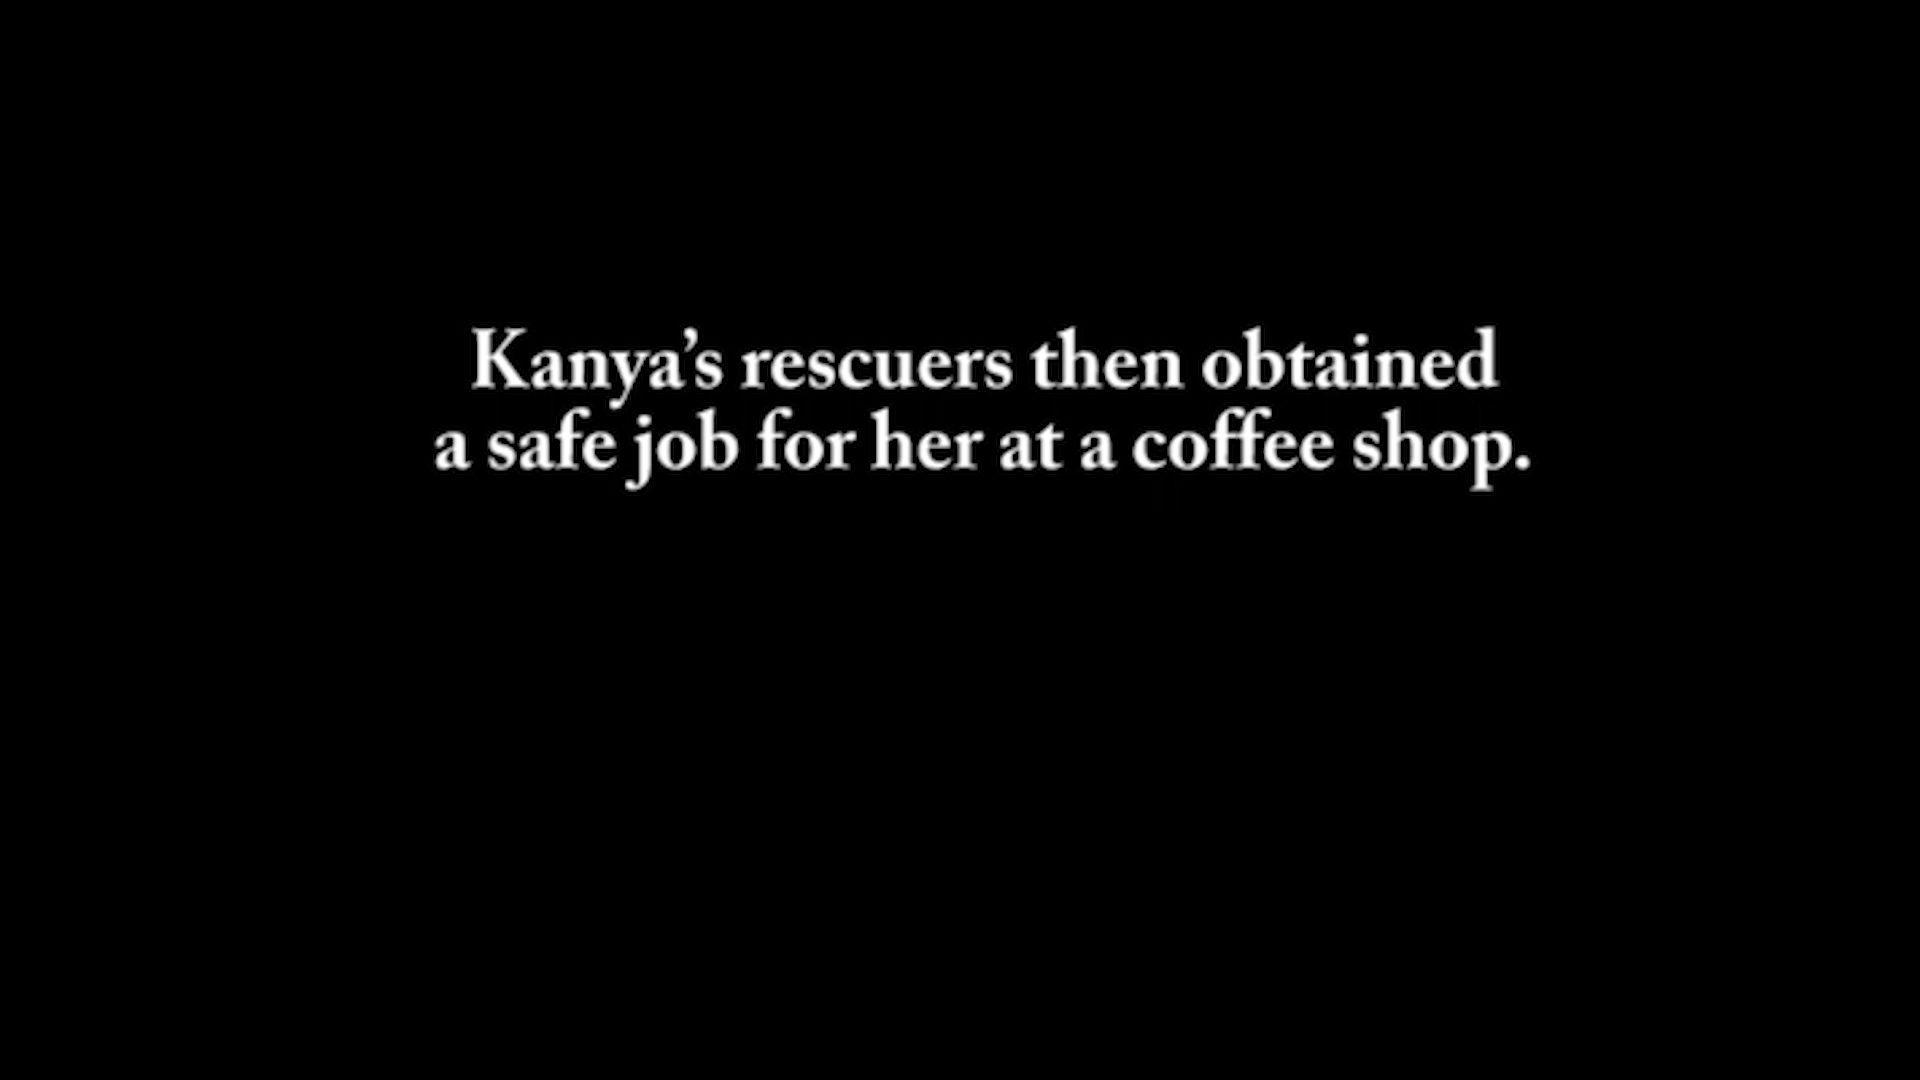 Kanya’s rescuers then obtained
a safe job for her at a coffee shop.